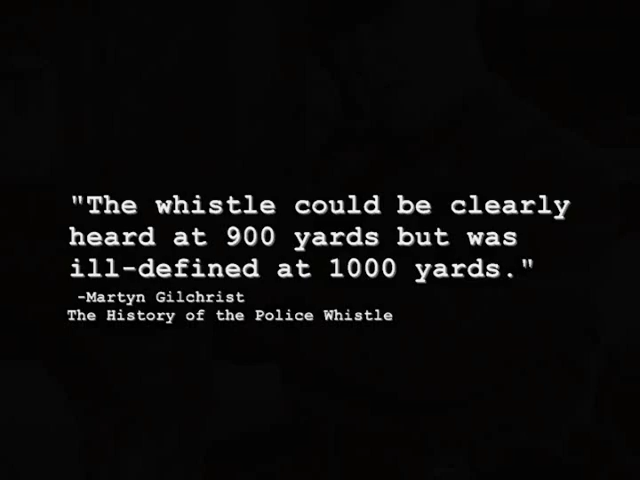 "The whistle could be clearly
heard at 900 yards but was
ill-defined at 1000 yards."
-Martyn Gilchrist
The History of the Police Whistle